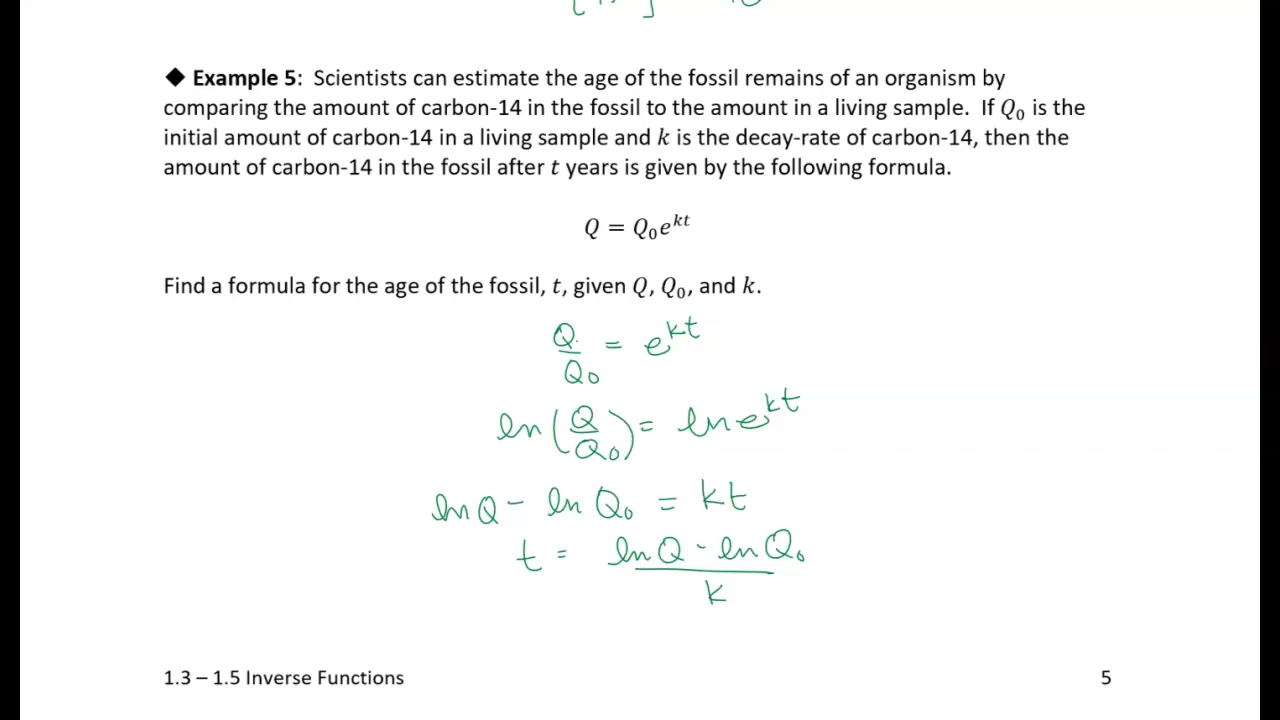 ◆ Example 5: Scientists can estimate the age of the fossil remains of an organism by
comparing the amount of carbon-14 in the fossil to the amount in a living sample. If Q₀ is the
initial amount of carbon-14 in a living sample and k is the decay-rate of carbon-14, then the
amount of carbon-14 in the fossil after t years is given by the following formula.
Q = Q₀e^{kt}
Find a formula for the age of the fossil, t, given Q, Q₀, and k.
Q/Q₀ = e^{kt}
ln(Q/Q₀) = ln e^{kt}
ln Q - ln Q₀ = kt
t = (ln Q - ln Q₀)/k
1.3 – 1.5 Inverse Functions 5